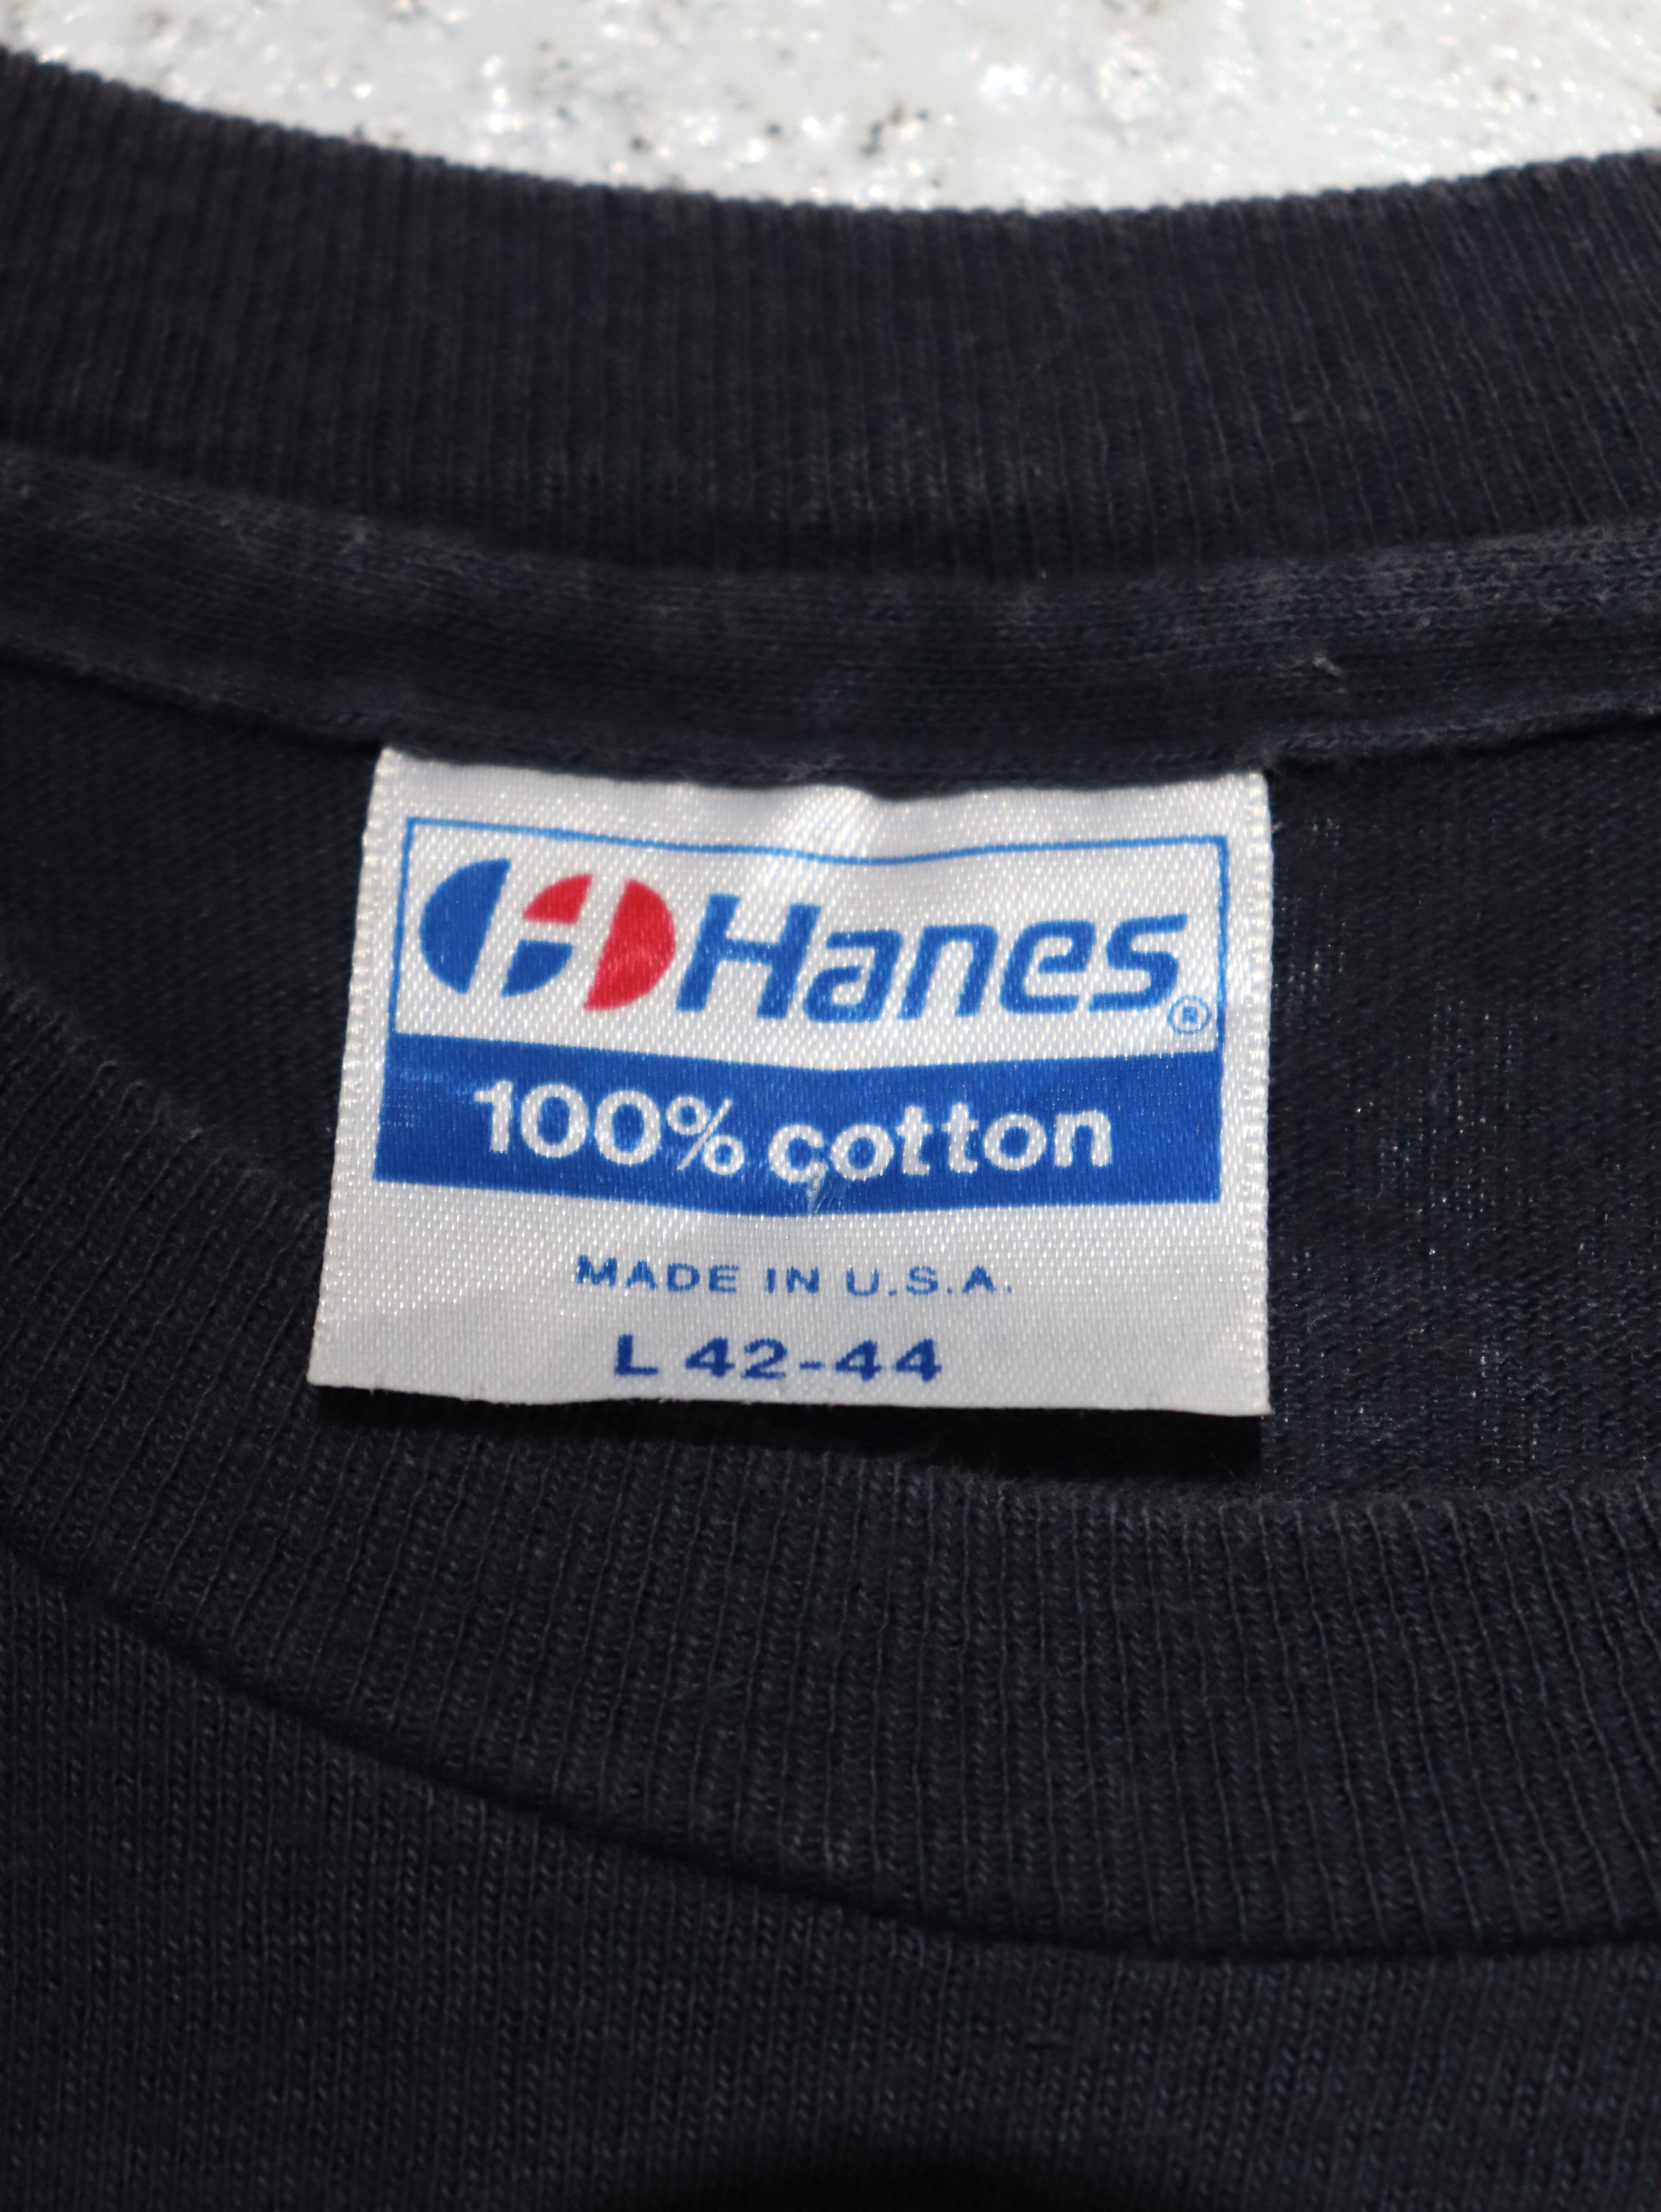 Hanes®
100% cotton
MADE IN U.S.A.
L 42-44